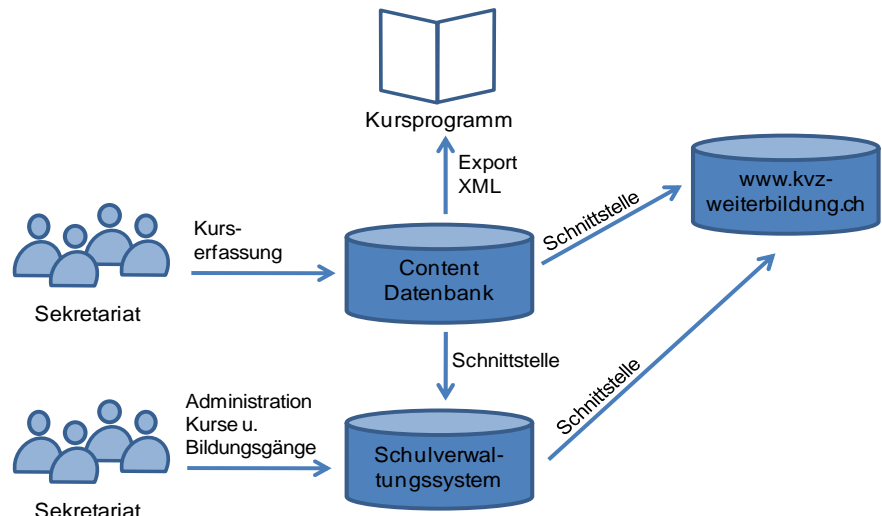 Kursprogramm
Export
XML
www.kvz-
weiterbildung.ch
Schnittstelle
Kurs-
erfassung
Content
Datenbank
Sekretariat
Schnittstelle
Schnittstelle
Administration
Kurse u.
Bildungsgänge
Schulverwal-
tungssystem
Sekretariat